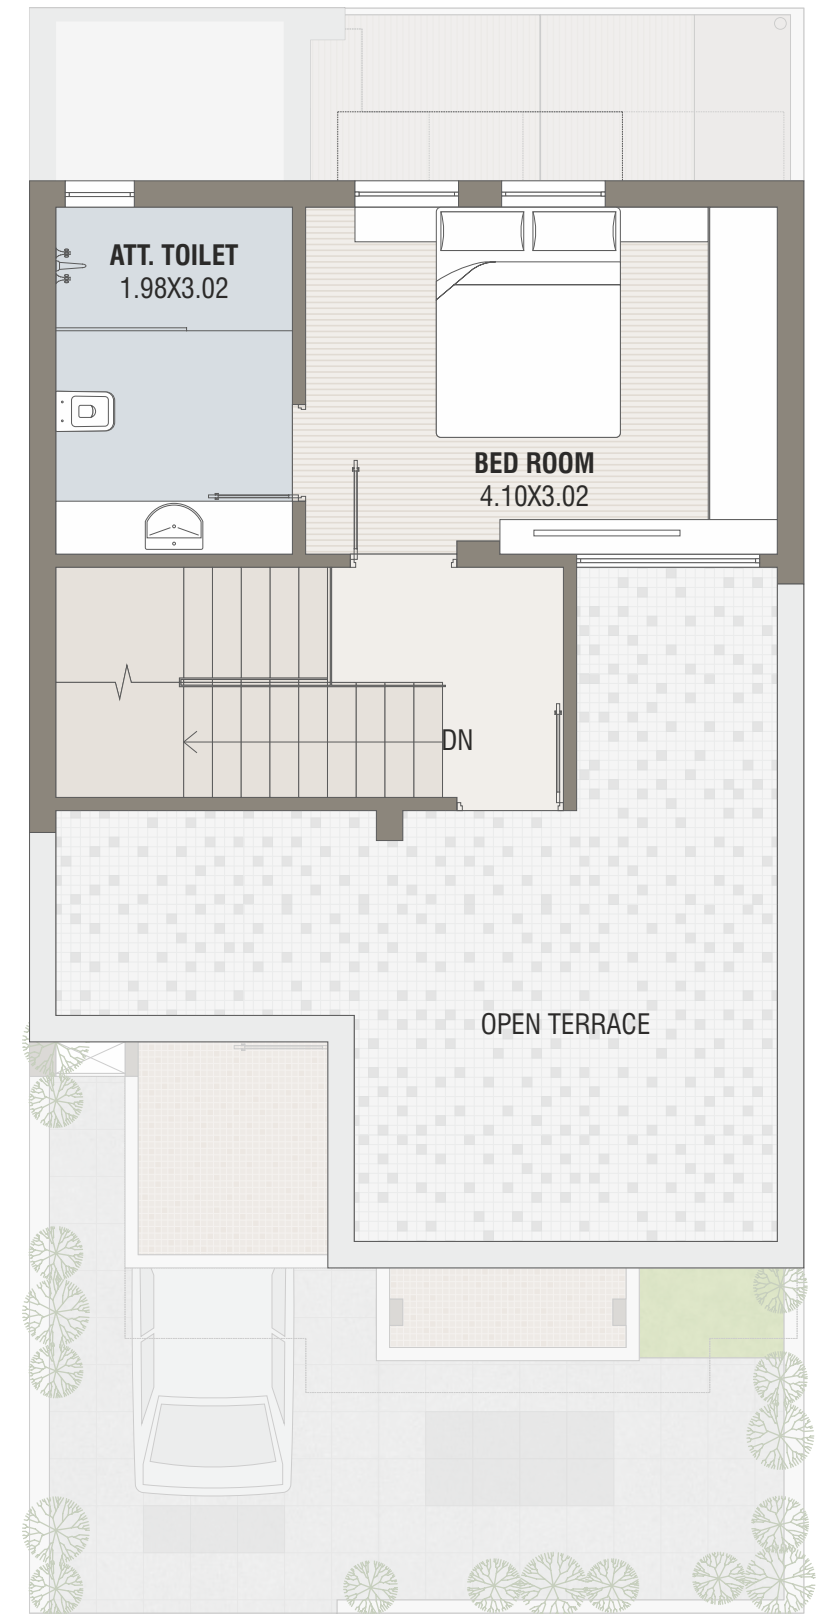 ATT. TOILET
1.98X3.02
BED ROOM
4.10X3.02
DN
OPEN TERRACE